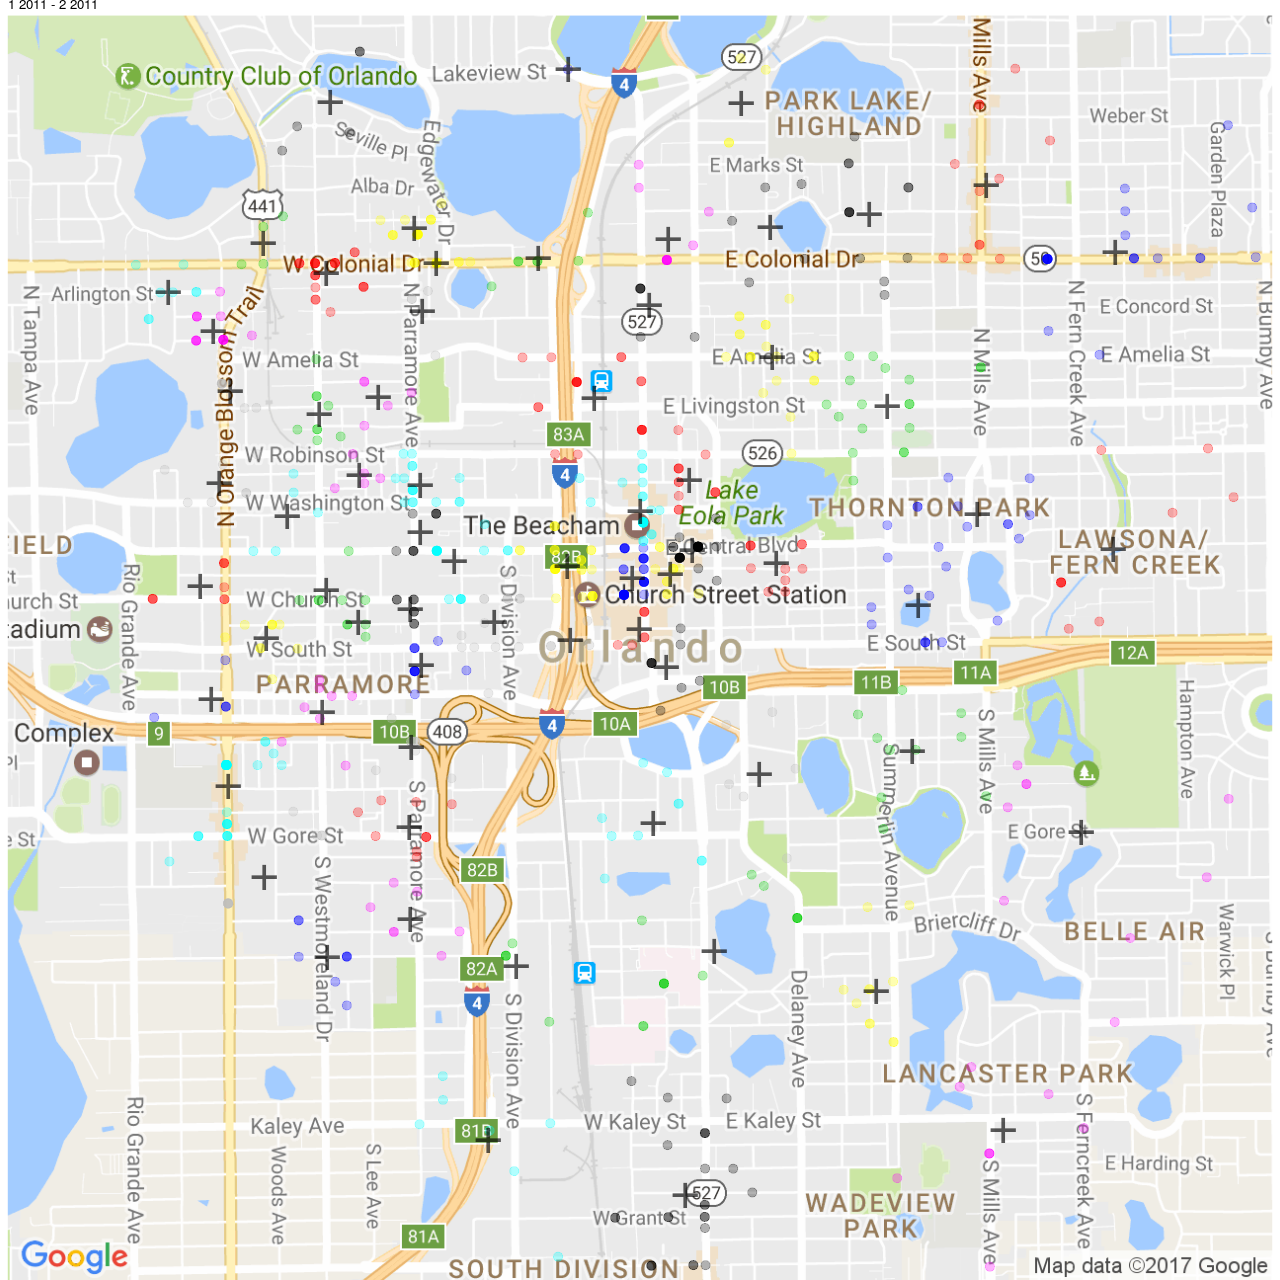 1 2011 - 2 2011
527
4
Mills Ave
Country Club of Orlando
Lakeview St
PARK LAKE/
HIGHLAND
Weber St
Garden Plaza
Seville Pl
Edgewater Dr
E Marks St
Alba Dr
441
W Colonial Dr
E Colonial Dr
Arlington St
N Tampa Ave
N Orange Blossom Trail
N Parramore Ave
527
N Mills Ave
N Fern Creek Ave
E Concord St
N Bumby Ave
W Amelia St
E Amelia St
E Amelia St
E Livingston St
83A
W Robinson St
526
4
W Washington St
Lake
Eola Park
THORNTON PARK
The Beacham
E Central Blvd
LAWSONA/
FERN CREEK
FIELD
82B
Rio Grande Ave
S Division Ave
W Church St
Church Street Station
tadium
W South St
Orlando
E South St
12A
PARRAMORE
10B
11B
11A
Complex
9
10B
408
4
10A
S Parramore Ave
Summerlin Avenue
S Mills Ave
Hampton Ave
e St
W Gore St
E Gore St
82B
S Westmoreland Dr
Briercliff Dr
BELLE AIR
Warwick Pl
82A
4
S Division Ave
Delaney Ave
LANCASTER PARK
Rio Grande Ave
Kaley Ave
W Kaley St
E Kaley St
S Ferncreek Ave
Woods Ave
S Lee Ave
S Mills Ave
E Harding St
527
W Grant St
WADEVIEW
PARK
81A
Google
SOUTH DIVISION
Map data ©2017 Google